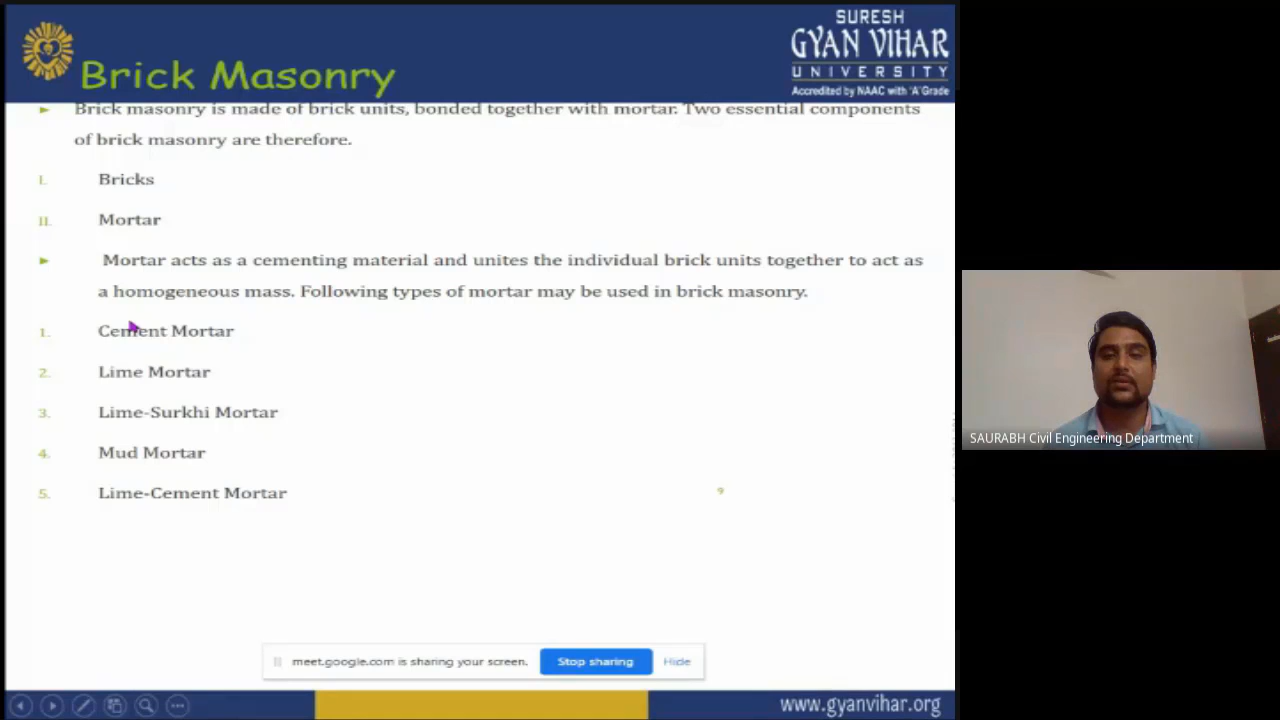 SURESH
GYAN VIHAR
UNIVERSITY
Accredited by NAAC with 'A' Grade
Brick Masonry
Brick masonry is made of brick units, bonded together with mortar. Two essential components
of brick masonry are therefore.
I. Bricks
II. Mortar
Mortar acts as a cementing material and unites the individual brick units together to act as
a homogeneous mass. Following types of mortar may be used in brick masonry.
1. Cement Mortar
2. Lime Mortar
3. Lime-Surkhi Mortar
4. Mud Mortar
5. Lime-Cement Mortar
9
SAURABH Civil Engineering Department
meet.google.com is sharing your screen. Stop sharing Hide
www.gyanvihar.org